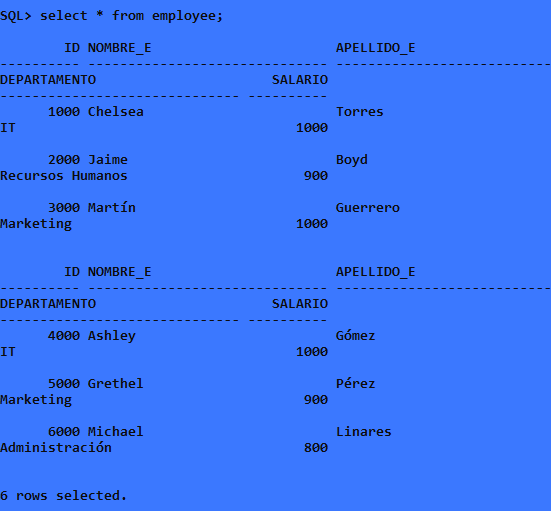 SQL> select * from employee;
ID NOMBRE_E APELLIDO_E
---------- ------------------------------ ---------------------------
DEPARTAMENTO SALARIO
------------------------------ ----------
1000 Chelsea Torres
IT 1000
2000 Jaime Boyd
Recursos Humanos 900
3000 Martín Guerrero
Marketing 1000
ID NOMBRE_E APELLIDO_E
---------- ------------------------------ ---------------------------
DEPARTAMENTO SALARIO
------------------------------ ----------
4000 Ashley Gómez
IT 1000
5000 Grethel Pérez
Marketing 900
6000 Michael Linares
Administración 800
6 rows selected.